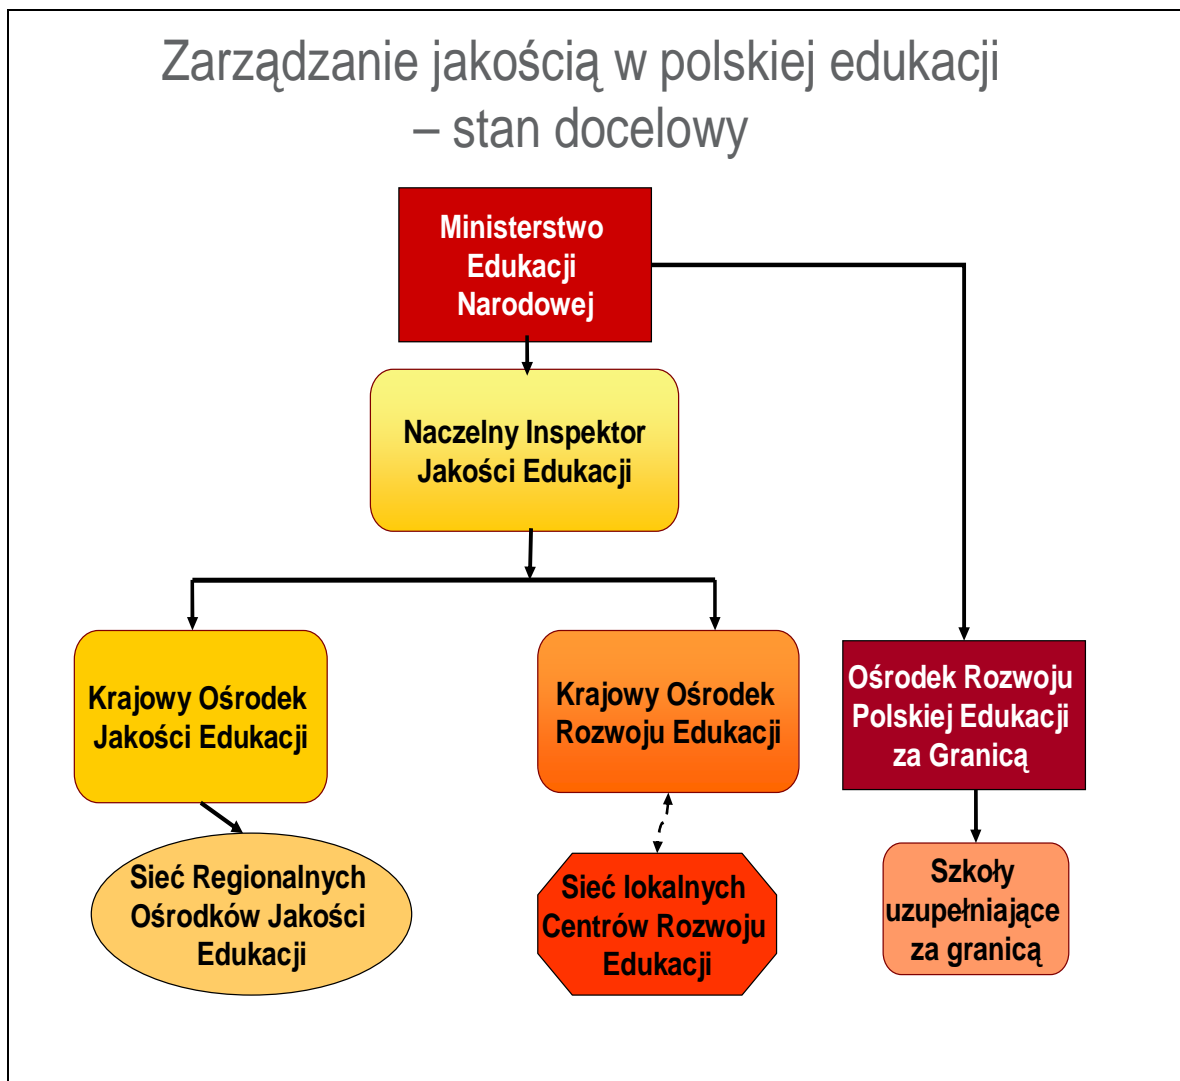 Zarządzanie jakością w polskiej edukacji
– stan docelowy
Ministerstwo
Edukacji
Narodowej
Naczelny Inspektor
Jakości Edukacji
Krajowy Ośrodek
Jakości Edukacji
Krajowy Ośrodek
Rozwoju Edukacji
Ośrodek Rozwoju
Polskiej Edukacji
za Granicą
Sieć Regionalnych
Ośrodków Jakości
Edukacji
Sieć lokalnych
Centrów Rozwoju
Edukacji
Szkoły
uzupełniające
za granicą